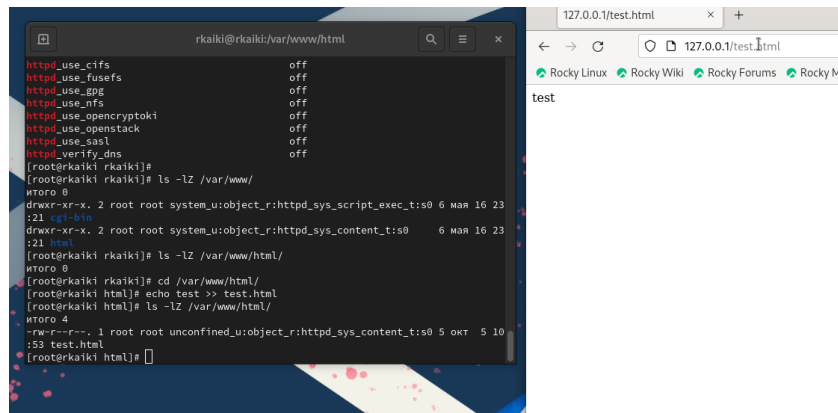 rkaiki@rkaiki:/var/www/html
httpd_use_cifs off
httpd_use_fusefs off
httpd_use_gpg off
httpd_use_nfs off
httpd_use_opencryptoki off
httpd_use_openstack off
httpd_use_sasl off
httpd_verify_dns off
[root@rkaiki rkaiki]#
[root@rkaiki rkaiki]# ls -lZ /var/www/
итого 0
drwxr-xr-x. 2 root root system_u:object_r:httpd_sys_script_exec_t:s0 6 мая 16 23
:21 cgi-bin
drwxr-xr-x. 2 root root system_u:object_r:httpd_sys_content_t:s0 6 мая 16 23
:21 html
[root@rkaiki rkaiki]# ls -lZ /var/www/html/
итого 0
[root@rkaiki rkaiki]# cd /var/www/html/
[root@rkaiki html]# echo test >> test.html
[root@rkaiki html]# ls -lZ /var/www/html/
итого 4
-rw-r--r--. 1 root root unconfined_u:object_r:httpd_sys_content_t:s0 5 окт 5 10
:53 test.html
[root@rkaiki html]#
127.0.0.1/test.html
127.0.0.1/test.html
Rocky Linux Rocky Wiki Rocky Forums Rocky M
test